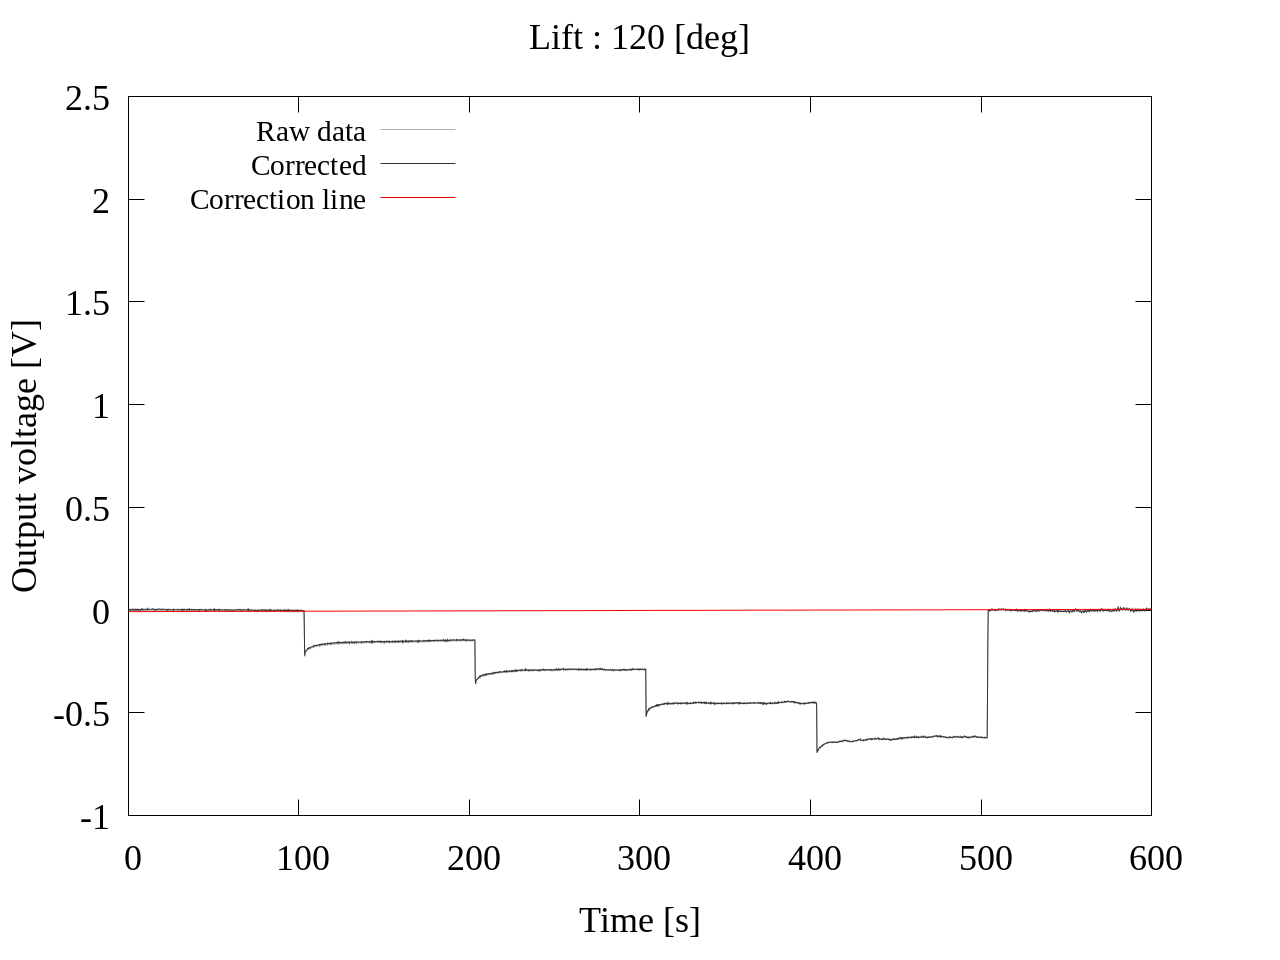 Lift : 120 [deg]
2.5
2
1.5
1
0.5
0
-0.5
-1
Output voltage [V]
Raw data
Corrected
Correction line
0 100 200 300 400 500 600
Time [s]